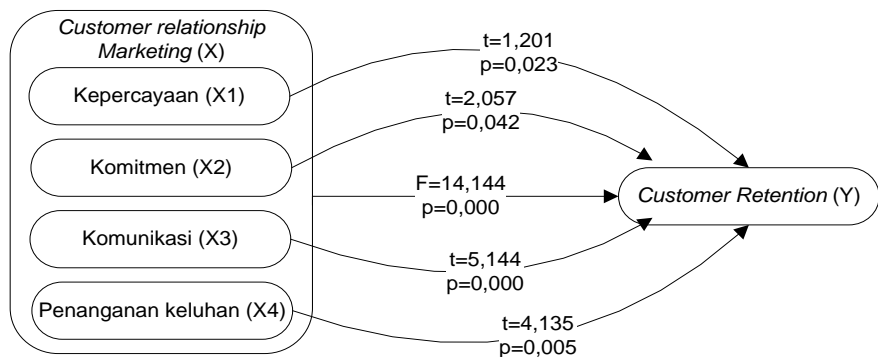 Customer relationship
Marketing (X)
Kepercayaan (X1)
Komitmen (X2)
Komunikasi (X3)
Penanganan keluhan (X4)
t=1,201
p=0,023
t=2,057
p=0,042
F=14,144
p=0,000
t=5,144
p=0,000
t=4,135
p=0,005
Customer Retention (Y)